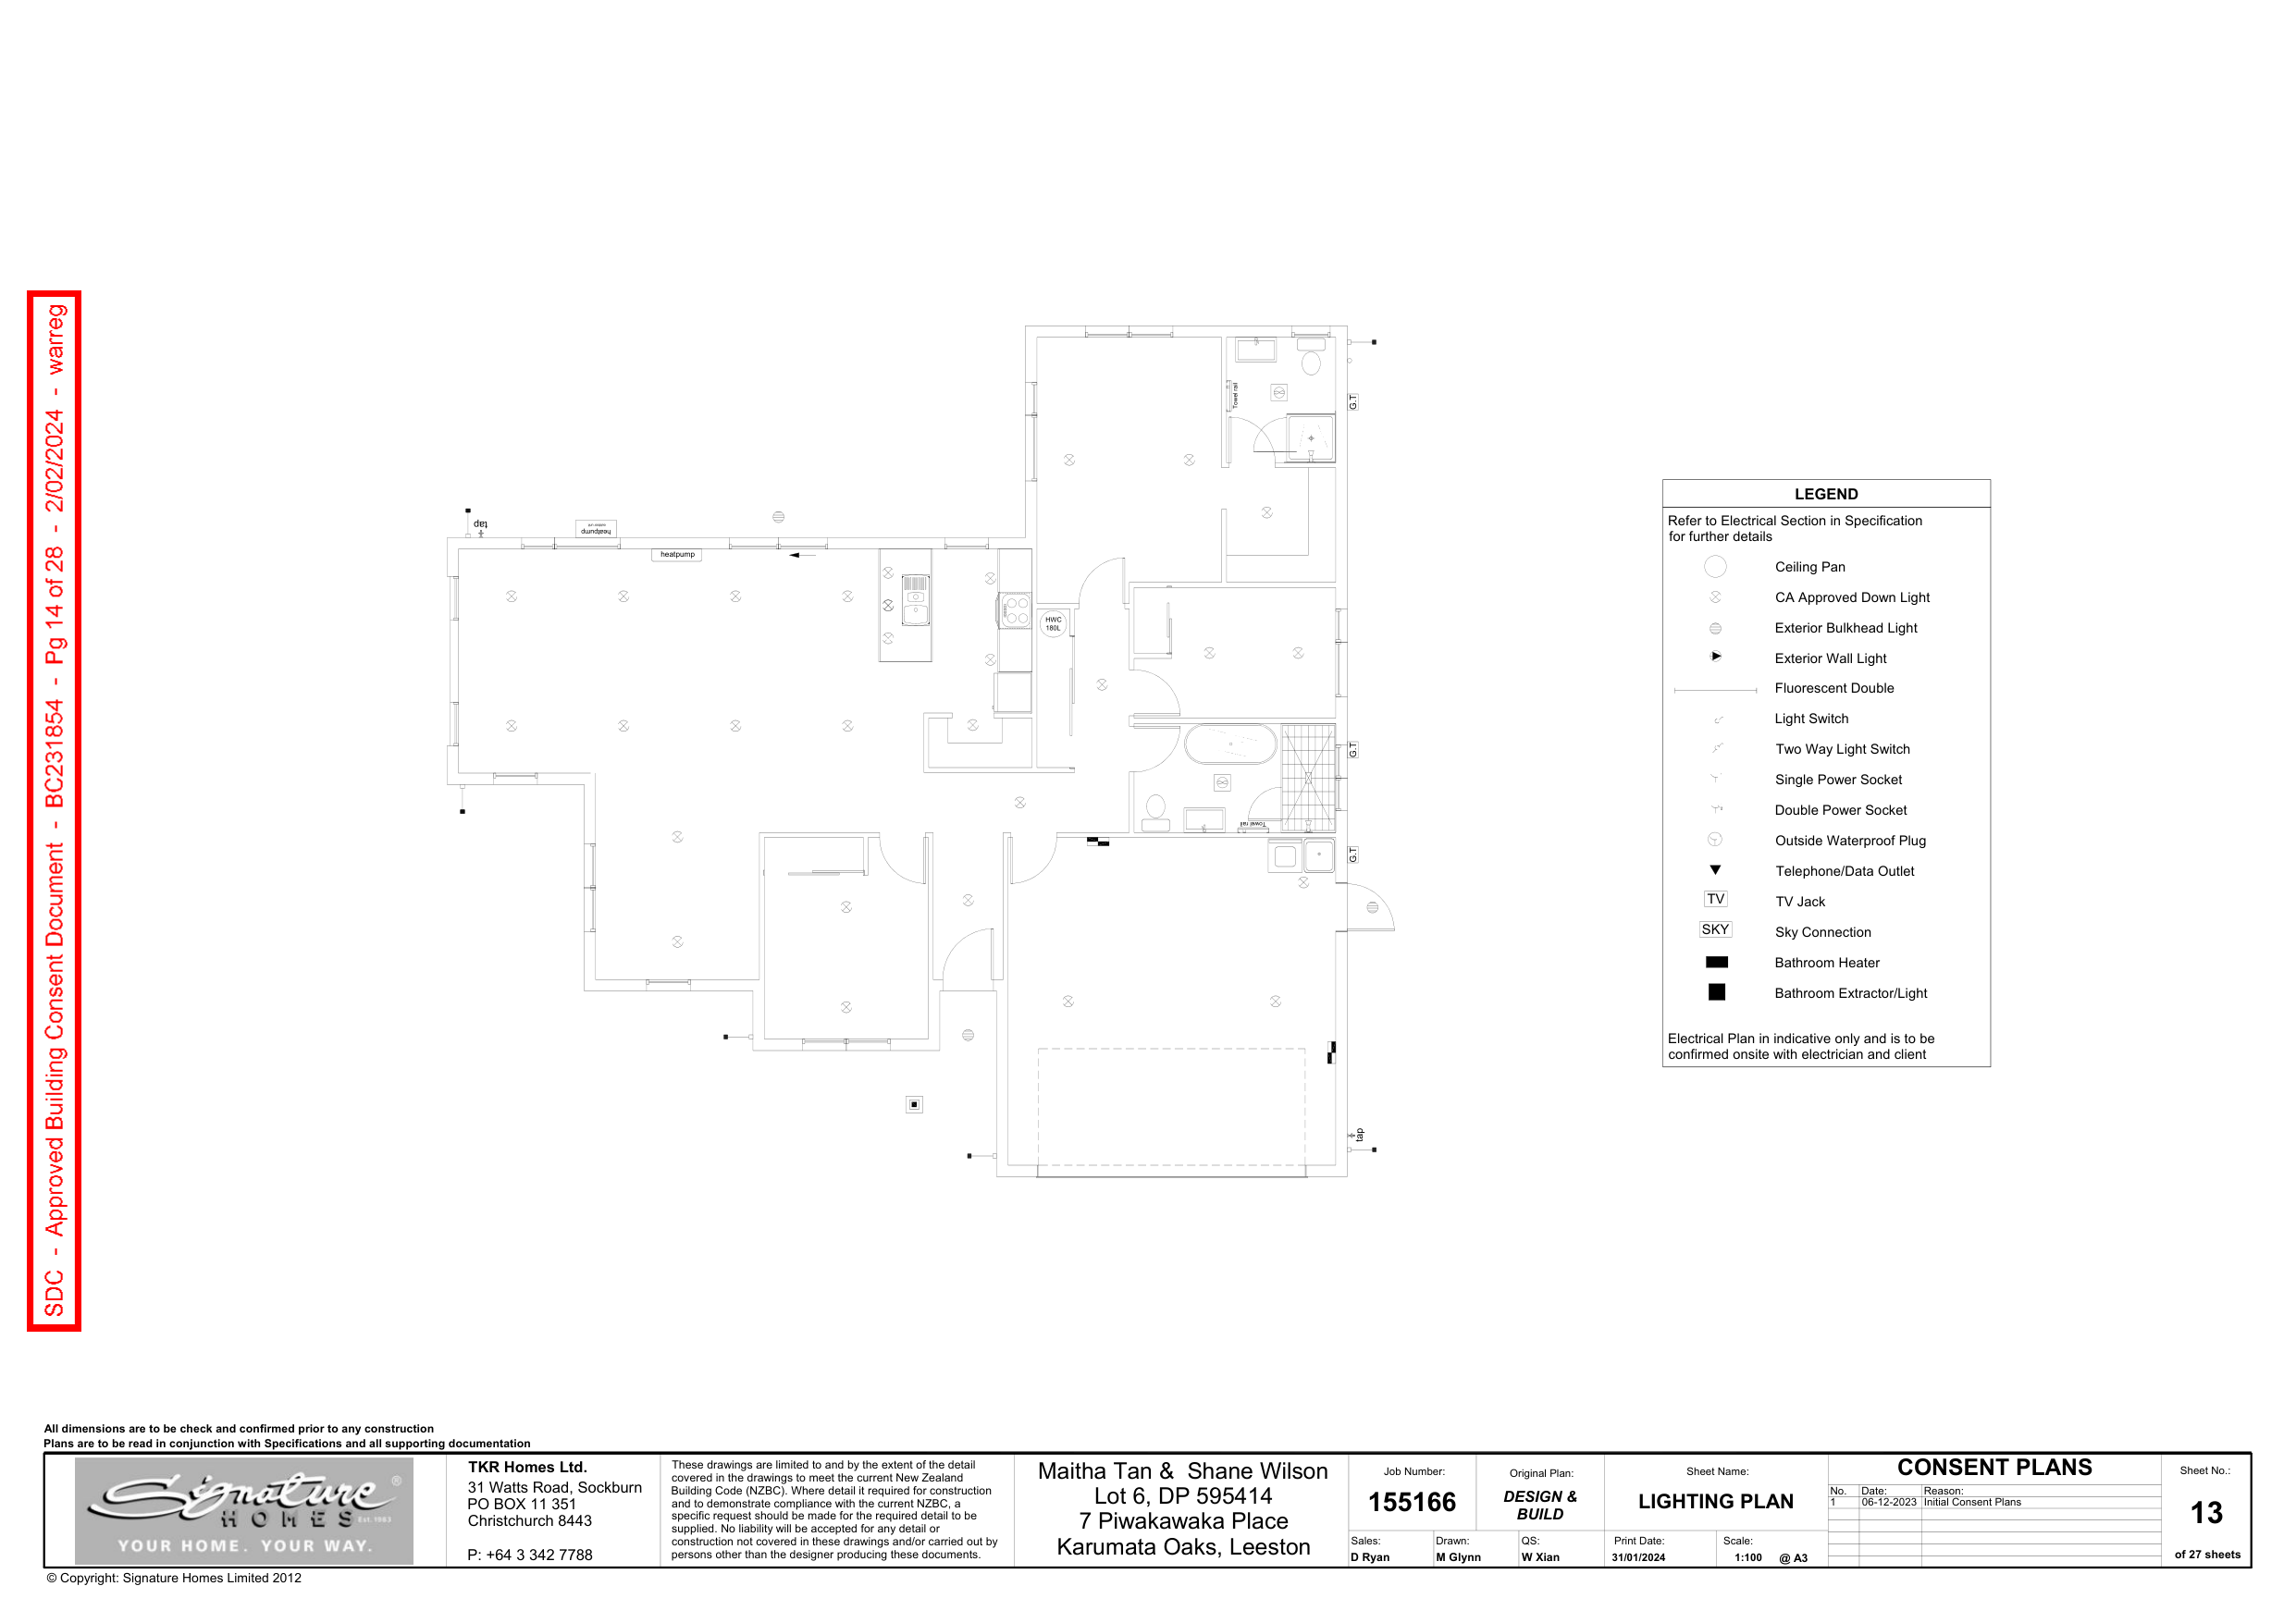 SDC - Approved Building Consent Document - BC231854 - Pg 14 of 28 - 2/02/2024 - warreg
Towel rail
G.T
tap
heatpump
heatpump
HWC
180L
G.T
Towel rail
G.T
tap
LEGEND
Refer to Electrical Section in Specification
for further details
Ceiling Pan
CA Approved Down Light
Exterior Bulkhead Light
Exterior Wall Light
Fluorescent Double
Light Switch
Two Way Light Switch
Single Power Socket
Double Power Socket
Outside Waterproof Plug
Telephone/Data Outlet
TV TV Jack
SKY Sky Connection
Bathroom Heater
Bathroom Extractor/Light
Electrical Plan in indicative only and is to be
confirmed onsite with electrician and client
All dimensions are to be check and confirmed prior to any construction
Plans are to be read in conjunction with Specifications and all supporting documentation
Signature ®
HOMES Est. 1983
YOUR HOME. YOUR WAY.
TKR Homes Ltd.
31 Watts Road, Sockburn
PO BOX 11 351
Christchurch 8443
P: +64 3 342 7788
These drawings are limited to and by the extent of the detail
covered in the drawings to meet the current New Zealand
Building Code (NZBC). Where detail it required for construction
and to demonstrate compliance with the current NZBC, a
specific request should be made for the required detail to be
supplied. No liability will be accepted for any detail or
construction not covered in these drawings and/or carried out by
persons other than the designer producing these documents.
Maitha Tan & Shane Wilson
Lot 6, DP 595414
7 Piwakawaka Place
Karumata Oaks, Leeston
Job Number:
155166
Original Plan:
DESIGN &
BUILD
Sheet Name:
LIGHTING PLAN
Sales:
D Ryan
Drawn:
M Glynn
QS:
W Xian
Print Date:
31/01/2024
Scale:
1:100 @ A3
CONSENT PLANS
No. Date: Reason:
1 06-12-2023 Initial Consent Plans
Sheet No.:
13
of 27 sheets
© Copyright: Signature Homes Limited 2012